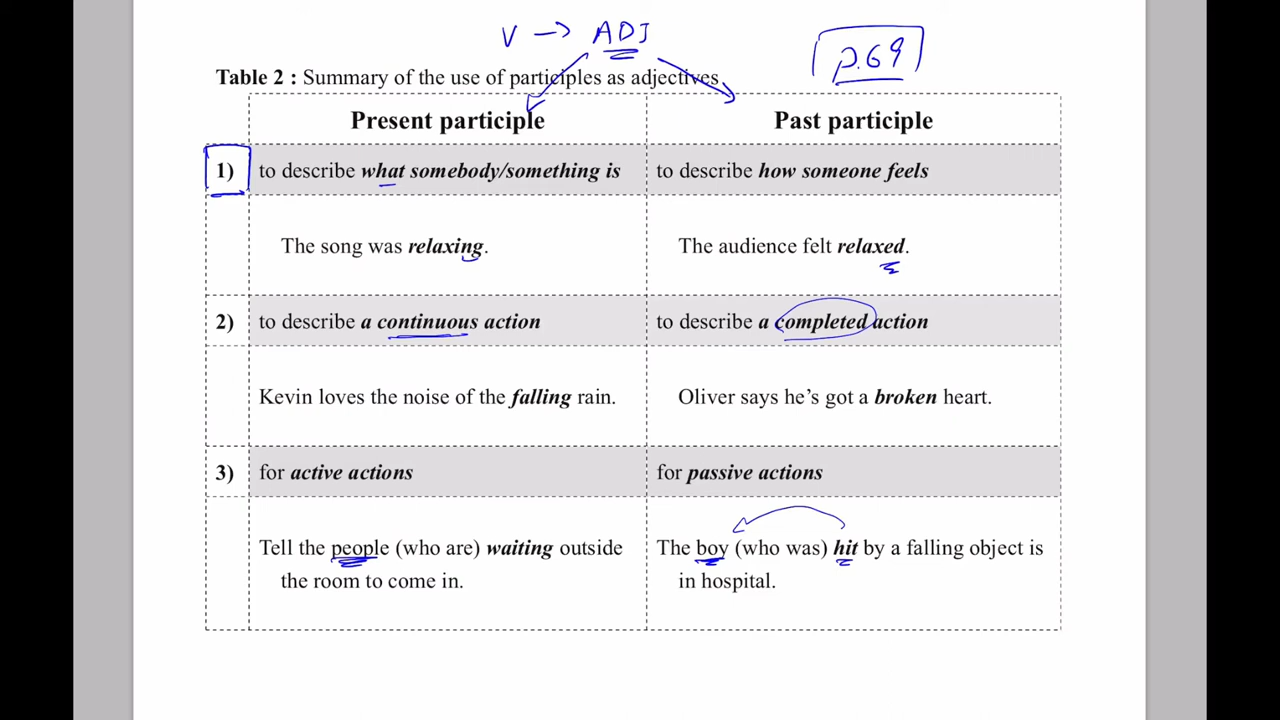 V → ADJ
p.69
Table 2 : Summary of the use of participles as adjectives
Present participle Past participle
1) to describe what somebody/something is to describe how someone feels
The song was relaxing. The audience felt relaxed.
2) to describe a continuous action to describe a completed action
Kevin loves the noise of the falling rain. Oliver says he’s got a broken heart.
3) for active actions for passive actions
Tell the people (who are) waiting outside The boy (who was) hit by a falling object is
the room to come in. in hospital.